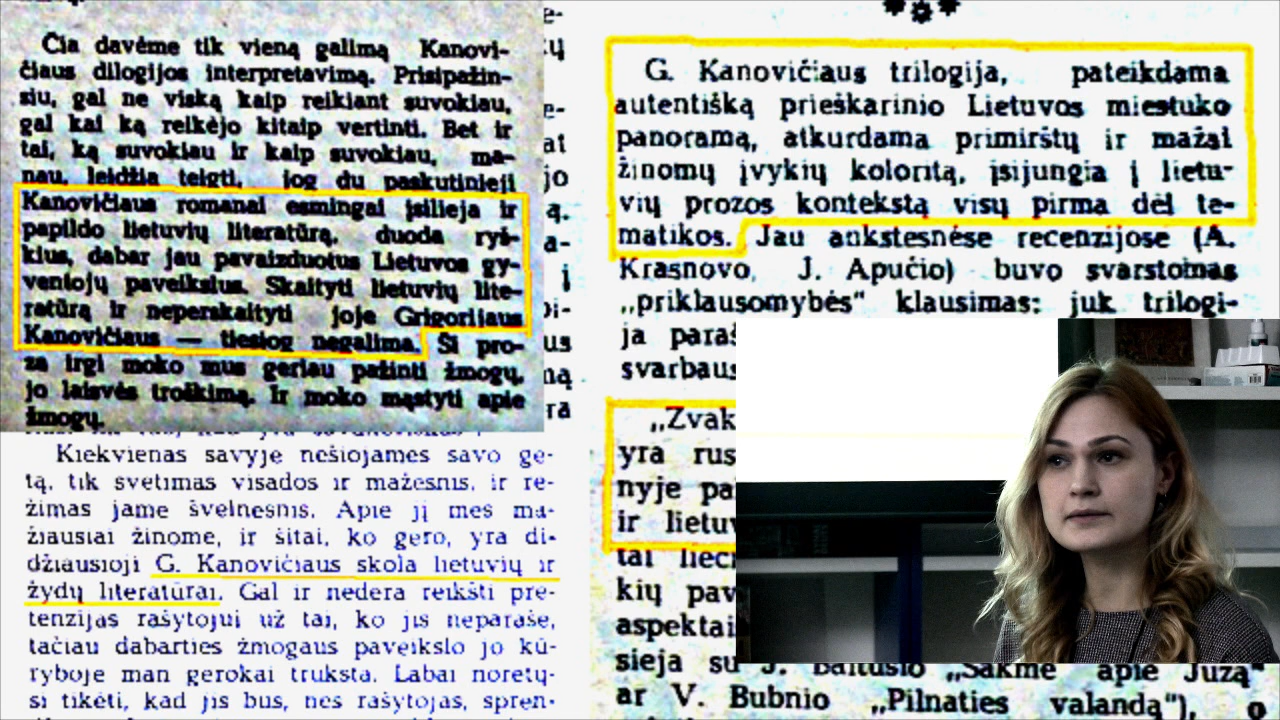 Čia davėme tik vieną galimą Kanovi-
čiaus dilogijos interpretavimą. Prisipažin-
siu, gal ne viską kaip reikiant suvokiau,
gal kai ką reikėjo kitaip vertinti. Bet ir
tai, ką suvokiau ir kaip suvokiau, ma-
nau, leidžia teigti, jog du paskutinieji
Kanovičiaus romanai esmingai įsilieja ir
papildo lietuvių literatūrą, duoda ryš-
kius, dabar jau pavaizduotus Lietuvos gy-
ventojų paveikslus. Skaityti lietuvių lite-
ratūrą ir neperskaityti joje Grigorijaus
Kanovičiaus — tiesiog negalima. Ši pro-
za irgi moko mus geriau pažinti žmogų,
jo laisvės troškimą. Ir moko mąstyti apie
žmogų.
Kiekvienas savyje nešiojamės savo ge-
tą, tik svetimas visados ir mažesnis, ir re-
žimas jame švelnesnis. Apie jį mes ma-
žiausiai žinome, ir šitai, ko gero, yra di-
džiausioji G. Kanovičiaus skola lietuvių ir
žydų literatūrai. Gal ir nedera reikšti pre-
tenzijas rašytojui už tai, ko jis neparašė,
tačiau dabarties žmogaus paveikslo jo kū-
ryboje man gerokai trūksta. Labai norėtų-
si tikėti, kad jis bus, nes rašytojas, spren-
***
G. Kanovičiaus trilogija, pateikdama
autentišką prieškarinio Lietuvos miestuko
panoramą, atkurdama primirštų ir mažai
žinomų įvykių koloritą, įsijungia į lietu-
vių prozos kontekstą visų pirma dėl te-
matikos. Jau ankstesnėse recenzijose (A.
Krasnovo, J. Apučio) buvo svarstomas
„priklausomybės“ klausimas: juk trilogi-
ja paraš
svarbaus
„Zvak
yra rus
nyje pa
ir lietuv
tai lieči
kių pav
aspektai
sieja su J. Baltušio „Sakmė apie Juzą“
ar V. Bubnio „Pilnaties valandą“), o